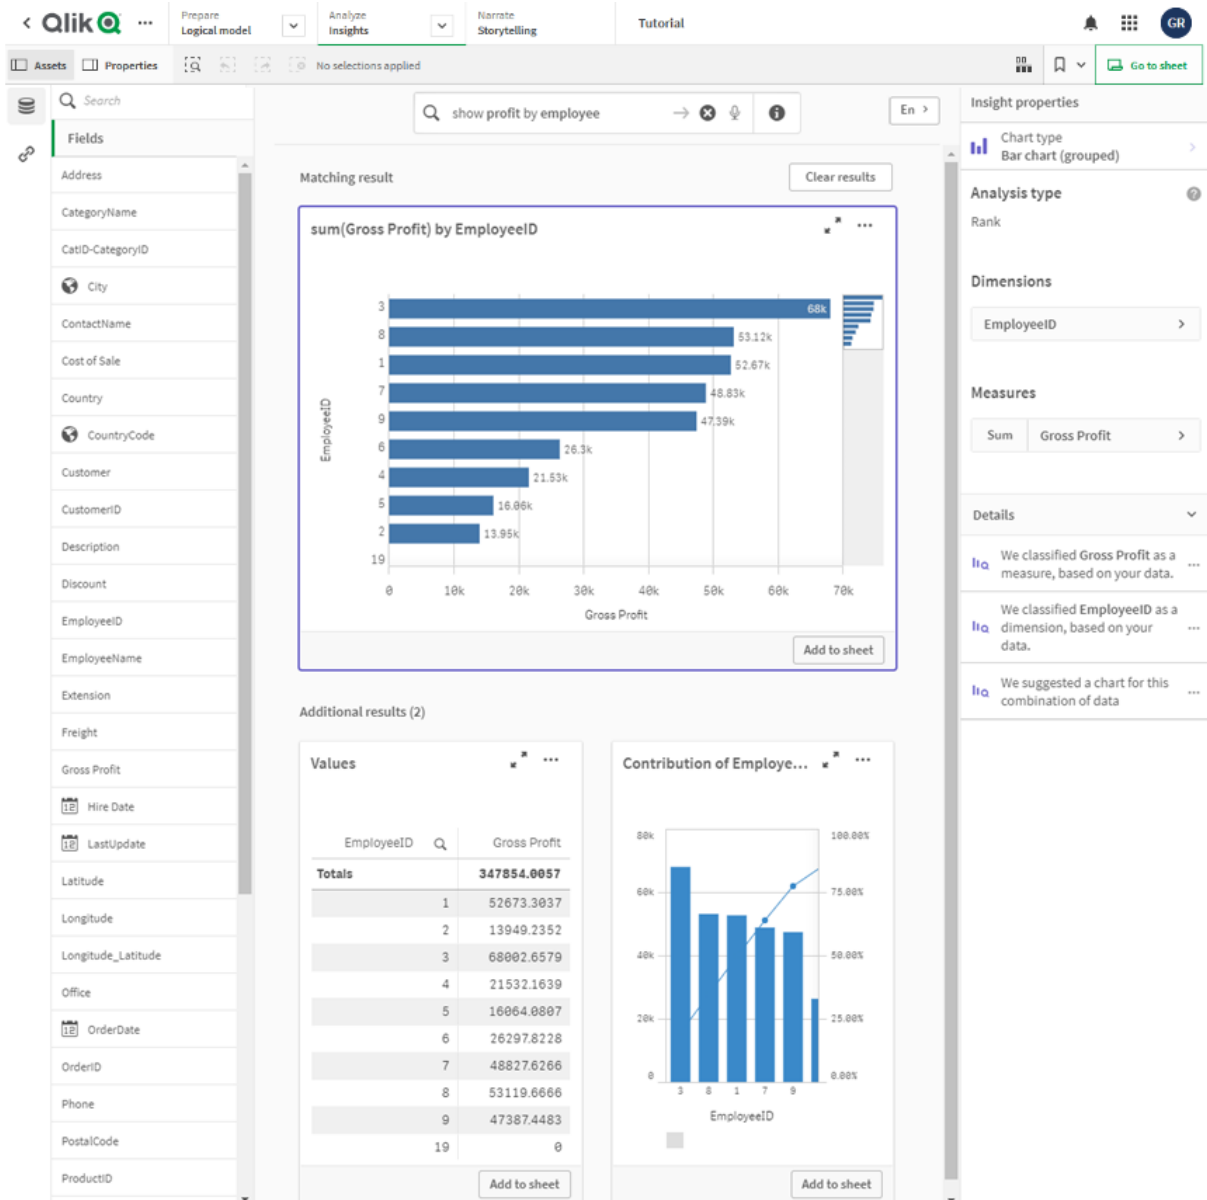 Qlik
Prepare
Logical model
Analyze
Insights
Narrate
Storytelling
Tutorial
GR
Assets
Properties
No selections applied
Go to sheet
Search
Fields
Address
CategoryName
CatID-CategoryID
City
ContactName
Cost of Sale
Country
CountryCode
Customer
CustomerID
Description
Discount
EmployeeID
EmployeeName
Extension
Freight
Gross Profit
12 Hire Date
12 LastUpdate
Latitude
Longitude
Longitude_Latitude
Office
12 OrderDate
OrderID
Phone
PostalCode
ProductID
show profit by employee
En
Matching result
Clear results
sum(Gross Profit) by EmployeeID
EmployeeID
3 68k
8 53.12k
1 52.67k
7 48.83k
9 47.39k
6 26.3k
4 21.53k
5 16.06k
2 13.95k
19
0 10k 20k 30k 40k 50k 60k 70k
Gross Profit
Add to sheet
Additional results (2)
Values
EmployeeID Gross Profit
Totals 347854.0057
1 52673.3037
2 13949.2352
3 68002.6579
4 21532.1639
5 16064.0807
6 26297.8228
7 48827.6266
8 53119.6666
9 47387.4483
19 0
Add to sheet
Contribution of Employe...
80k 100.00%
60k 75.00%
40k 50.00%
20k 25.00%
0 0.00%
3 8 1 7 9
EmployeeID
Add to sheet
Insight properties
Chart type
Bar chart (grouped)
Analysis type
Rank
Dimensions
EmployeeID
Measures
Sum Gross Profit
Details
We classified Gross Profit as a
measure, based on your data.
We classified EmployeeID as a
dimension, based on your
data.
We suggested a chart for this
combination of data